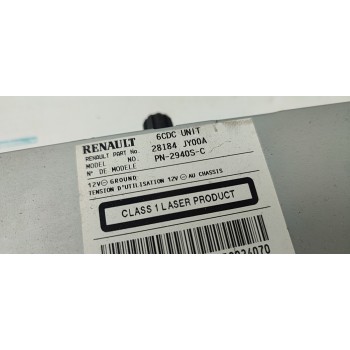 RENAULT 6CDC UNIT
RENAULT PART No. 28184 JY00A
MODEL NO. PN-2940S-C
N° DE MODELE
12V⎓ ⊖ GROUND
TENSION D'UTILISATION 12V⎓ ⊖ AU CHASSIS
CLASS 1 LASER PRODUCT